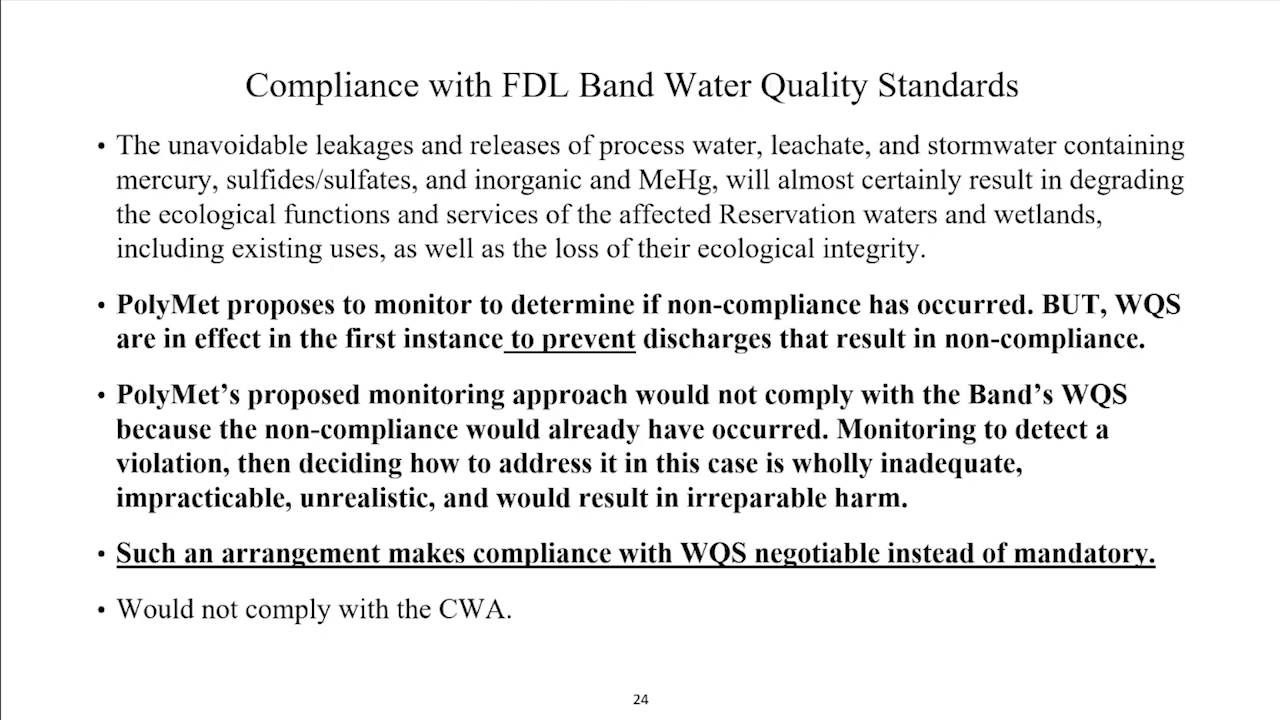 Compliance with FDL Band Water Quality Standards
• The unavoidable leakages and releases of process water, leachate, and stormwater containing
mercury, sulfides/sulfates, and inorganic and MeHg, will almost certainly result in degrading
the ecological functions and services of the affected Reservation waters and wetlands,
including existing uses, as well as the loss of their ecological integrity.
• PolyMet proposes to monitor to determine if non-compliance has occurred. BUT, WQS
are in effect in the first instance to prevent discharges that result in non-compliance.
• PolyMet’s proposed monitoring approach would not comply with the Band’s WQS
because the non-compliance would already have occurred. Monitoring to detect a
violation, then deciding how to address it in this case is wholly inadequate,
impracticable, unrealistic, and would result in irreparable harm.
• Such an arrangement makes compliance with WQS negotiable instead of mandatory.
• Would not comply with the CWA.
24